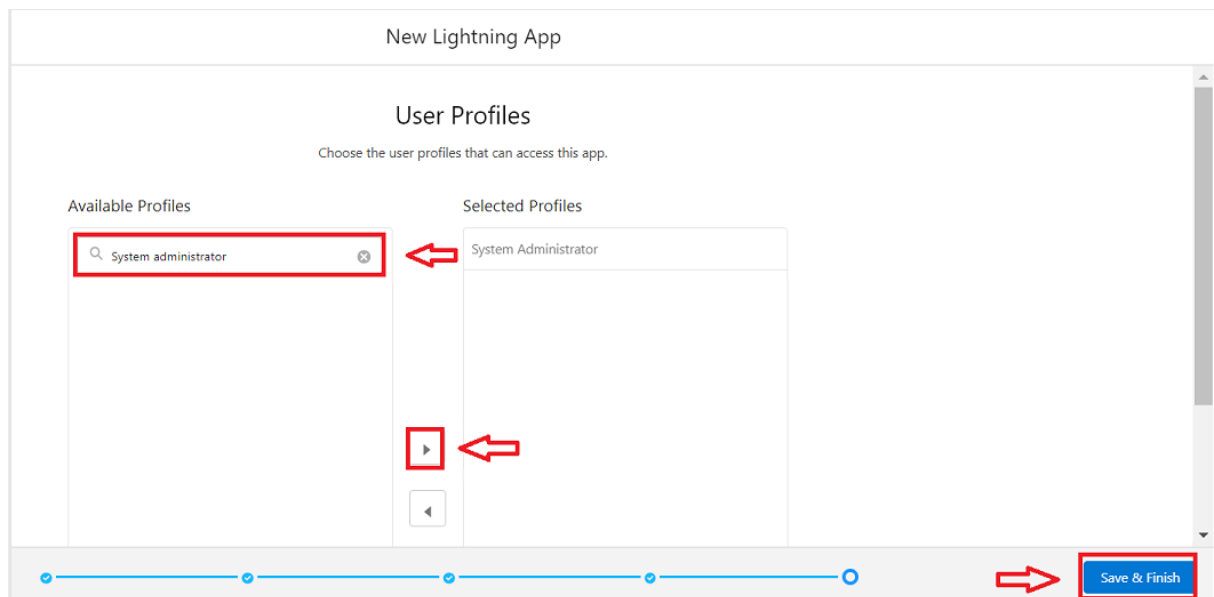 New Lightning App
User Profiles
Choose the user profiles that can access this app.
Available Profiles
Selected Profiles
System administrator
System Administrator
Save & Finish